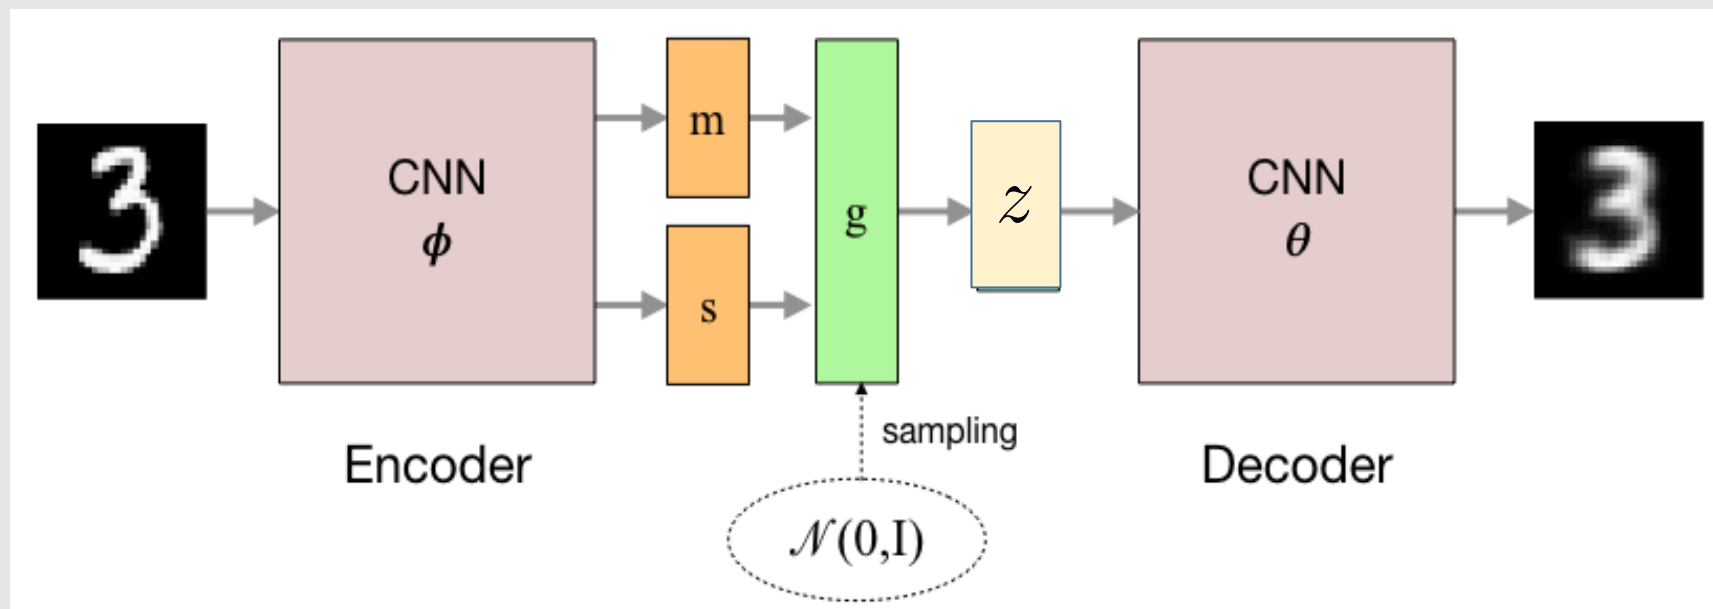 3
CNN
ϕ
m
s
g
z
CNN
θ
3
sampling
Encoder
Decoder
𝒩(0,I)